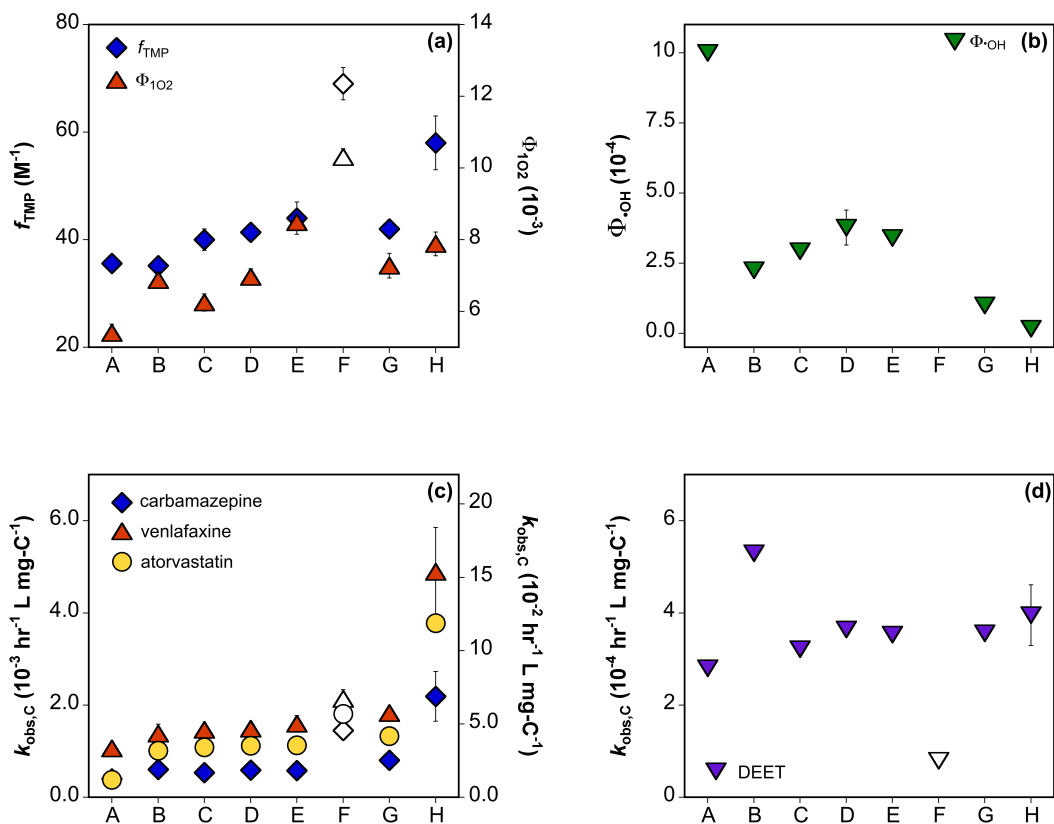 80
60
40
20
f_TMP (M⁻¹)
14
12
10
8
6
Φ_1O2 (10⁻³)
(a)
f_TMP
Φ_1O2
A B C D E F G H
10
7.5
5.0
2.5
0.0
Φ_•OH (10⁻⁴)
Φ_•OH
(b)
A B C D E F G H
6.0
4.0
2.0
0.0
k_obs,C (10⁻³ hr⁻¹ L mg-C⁻¹)
20
15
10
5.0
0.0
k_obs,C (10⁻² hr⁻¹ L mg-C⁻¹)
(c)
carbamazepine
venlafaxine
atorvastatin
A B C D E F G H
6
4
2
0
k_obs,C (10⁻⁴ hr⁻¹ L mg-C⁻¹)
(d)
DEET
A B C D E F G H